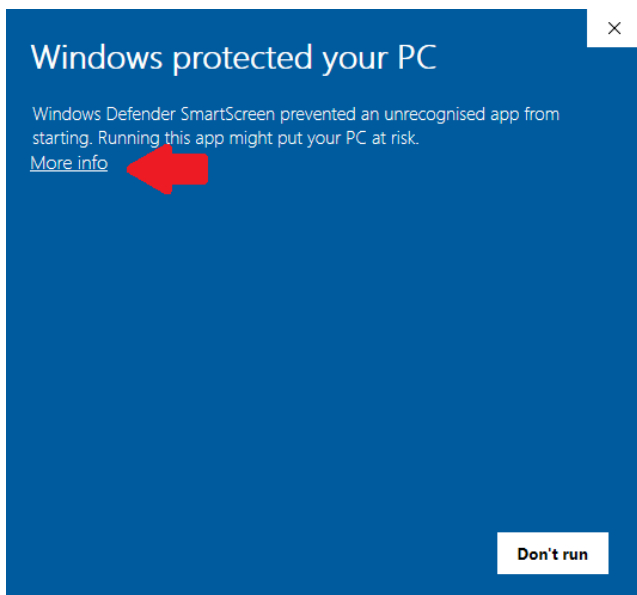 Windows protected your PC
Windows Defender SmartScreen prevented an unrecognised app from
starting. Running this app might put your PC at risk.
More info
Don't run